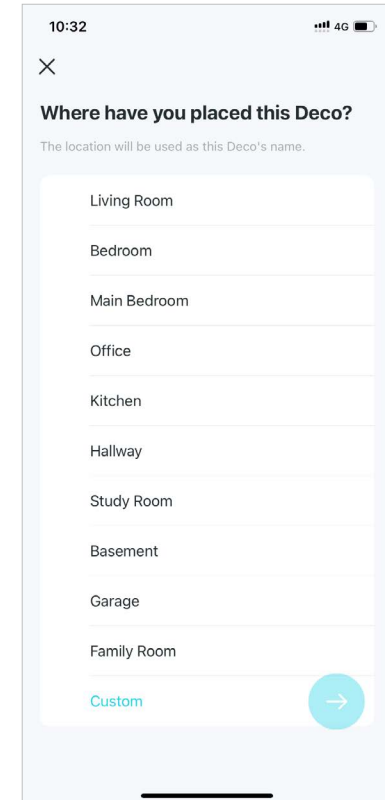 10:32
4G
Where have you placed this Deco?
The location will be used as this Deco's name.
Living Room
Bedroom
Main Bedroom
Office
Kitchen
Hallway
Study Room
Basement
Garage
Family Room
Custom